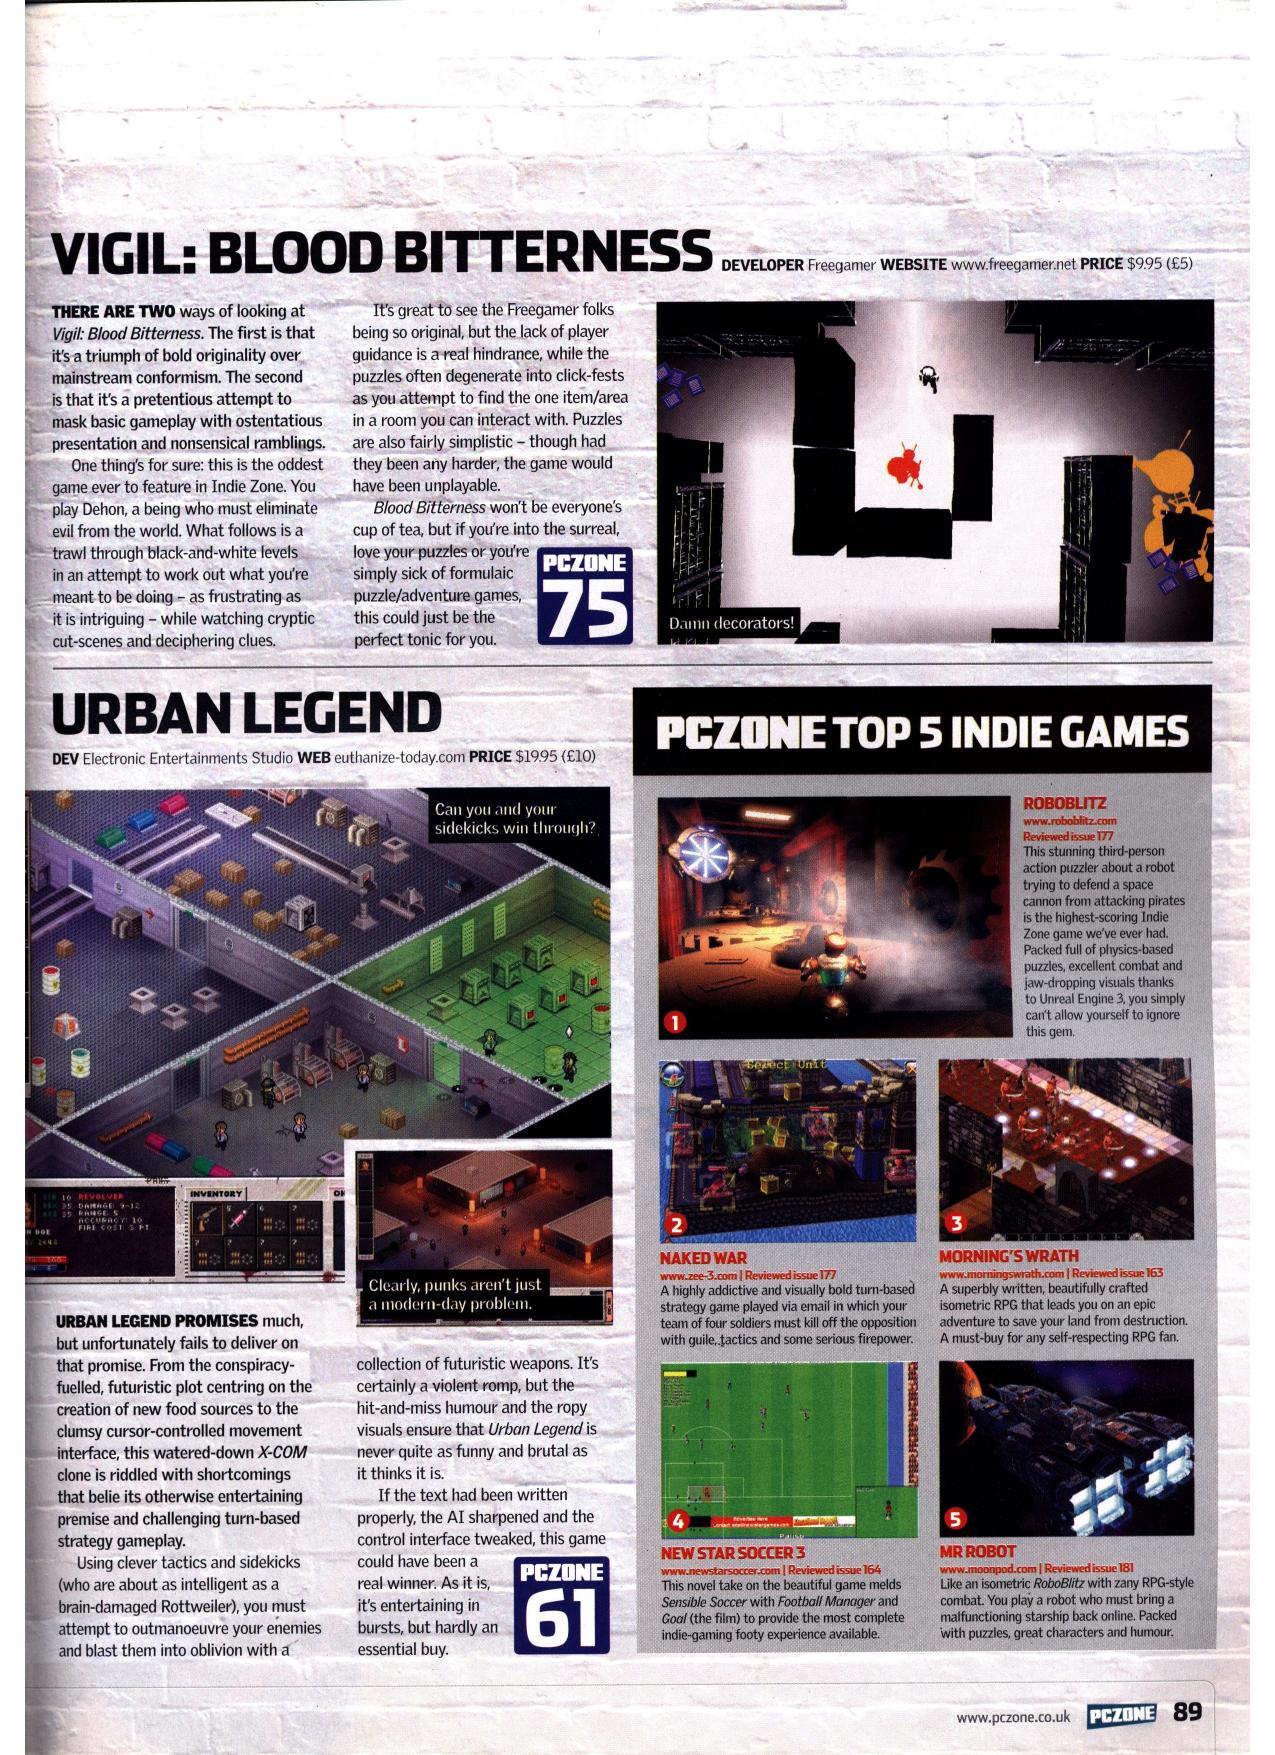 VIGIL: BLOOD BITTERNESS
DEVELOPER Freegamer WEBSITE www.freegamer.net PRICE $9.95 (£5)
THERE ARE TWO ways of looking at
Vigil: Blood Bitterness. The first is that
it's a triumph of bold originality over
mainstream conformism. The second
is that it's a pretentious attempt to
mask basic gameplay with ostentatious
presentation and nonsensical ramblings.
One thing's for sure: this is the oddest
game ever to feature in Indie Zone. You
play Dehon, a being who must eliminate
evil from the world. What follows is a
trawl through black-and-white levels
in an attempt to work out what you're
meant to be doing – as frustrating as
it is intriguing – while watching cryptic
cut-scenes and deciphering clues.
It's great to see the Freegamer folks
being so original, but the lack of player
guidance is a real hindrance, while the
puzzles often degenerate into click-fests
as you attempt to find the one item/area
in a room you can interact with. Puzzles
are also fairly simplistic – though had
they been any harder, the game would
have been unplayable.
Blood Bitterness won't be everyone's
cup of tea, but if you're into the surreal,
love your puzzles or you're
simply sick of formulaic
puzzle/adventure games,
this could just be the
perfect tonic for you.
PCZONE
75
Damn decorators!
URBAN LEGEND
DEV Electronic Entertainments Studio WEB euthanize-today.com PRICE $19.95 (£10)
Can you and your
sidekicks win through?
10 REVOLVER
35 DAMAGE: 9-12
35 RANGE: 5
ACCURACY: 10
FIRE COST: 5 PT.
INVENTORY
Clearly, punks aren't just
a modern-day problem.
URBAN LEGEND PROMISES much,
but unfortunately fails to deliver on
that promise. From the conspiracy-
fuelled, futuristic plot centring on the
creation of new food sources to the
clumsy cursor-controlled movement
interface, this watered-down X-COM
clone is riddled with shortcomings
that belie its otherwise entertaining
premise and challenging turn-based
strategy gameplay.
Using clever tactics and sidekicks
(who are about as intelligent as a
brain-damaged Rottweiler), you must
attempt to outmanoeuvre your enemies
and blast them into oblivion with a
collection of futuristic weapons. It's
certainly a violent romp, but the
hit-and-miss humour and the ropy
visuals ensure that Urban Legend is
never quite as funny and brutal as
it thinks it is.
If the text had been written
properly, the AI sharpened and the
control interface tweaked, this game
could have been a
real winner. As it is,
it's entertaining in
bursts, but hardly an
essential buy.
PCZONE
61
PCZONE TOP 5 INDIE GAMES
1
ROBOBLITZ
www.roboblitz.com
Reviewed issue 177
This stunning third-person
action puzzler about a robot
trying to defend a space
cannon from attacking pirates
is the highest-scoring Indie
Zone game we've ever had.
Packed full of physics-based
puzzles, excellent combat and
jaw-dropping visuals thanks
to Unreal Engine 3, you simply
can't allow yourself to ignore
this gem.
Select Unit
2
NAKED WAR
www.zee-3.com | Reviewed issue 177
A highly addictive and visually bold turn-based
strategy game played via email in which your
team of four soldiers must kill off the opposition
with guile, tactics and some serious firepower.
3
MORNING'S WRATH
www.morningswrath.com | Reviewed issue 163
A superbly written, beautifully crafted
isometric RPG that leads you on an epic
adventure to save your land from destruction.
A must-buy for any self-respecting RPG fan.
4
Advertise Here
Pause
NEW STAR SOCCER 3
www.newstarsoccer.com | Reviewed issue 164
This novel take on the beautiful game melds
Sensible Soccer with Football Manager and
Goal (the film) to provide the most complete
indie-gaming footy experience available.
5
MR ROBOT
www.moonpod.com | Reviewed issue 181
Like an isometric RoboBlitz with zany RPG-style
combat. You play a robot who must bring a
malfunctioning starship back online. Packed
with puzzles, great characters and humour.
www.pczone.co.uk PCZONE 89